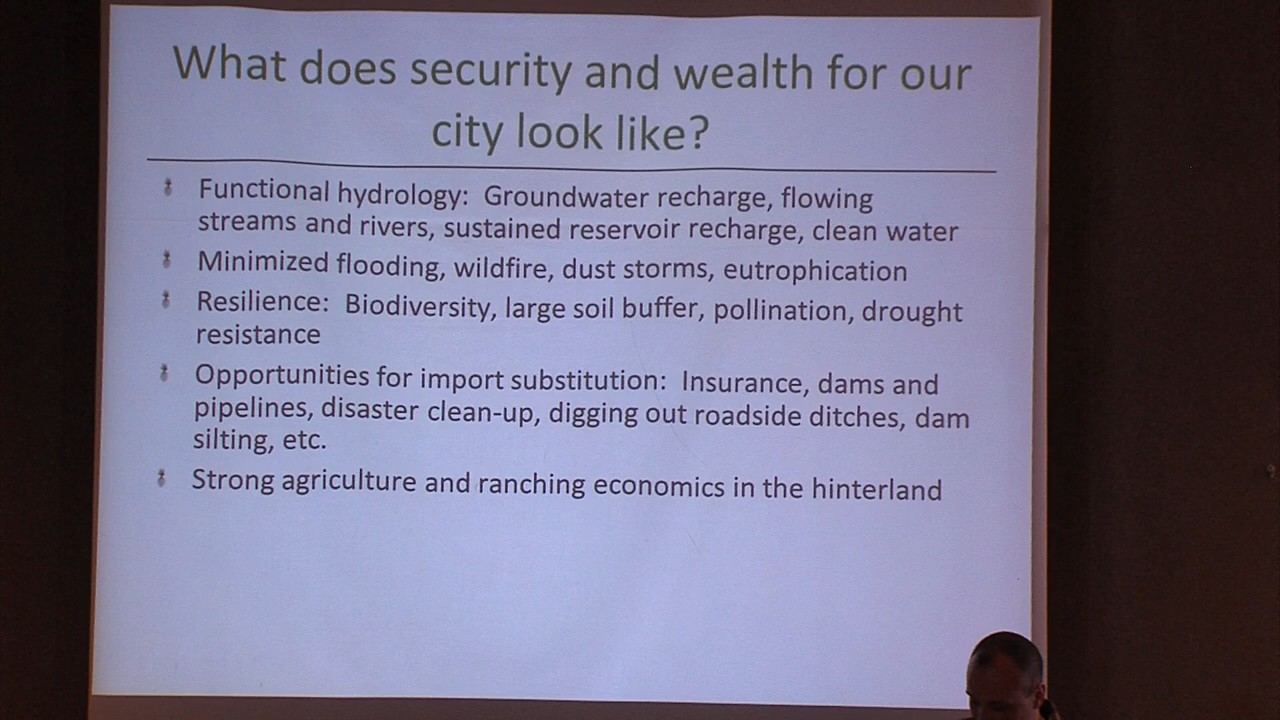 What does security and wealth for our
city look like?
Functional hydrology: Groundwater recharge, flowing
streams and rivers, sustained reservoir recharge, clean water
Minimized flooding, wildfire, dust storms, eutrophication
Resilience: Biodiversity, large soil buffer, pollination, drought
resistance
Opportunities for import substitution: Insurance, dams and
pipelines, disaster clean-up, digging out roadside ditches, dam
silting, etc.
Strong agriculture and ranching economics in the hinterland